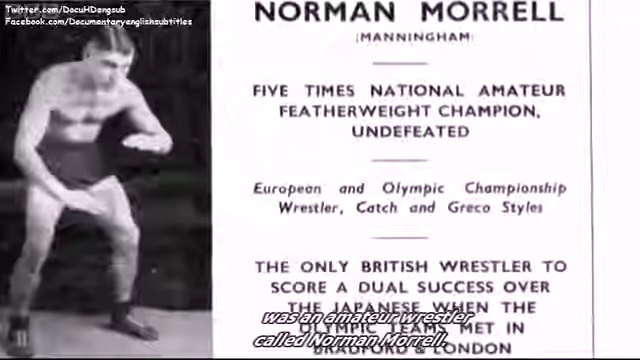 Twitter.com/DocuHDengsub
Facebook.com/Documentaryenglishsubtitles
NORMAN MORRELL
(MANNINGHAM)
FIVE TIMES NATIONAL AMATEUR
FEATHERWEIGHT CHAMPION,
UNDEFEATED
European and Olympic Championship
Wrestler, Catch and Greco Styles
THE ONLY BRITISH WRESTLER TO
SCORE A DUAL SUCCESS OVER
THE JAPANESE WHEN THE
OLYMPIC TEAMS MET IN
BRADFORD & LONDON
was an amateur wrestler
called Norman Morrell.